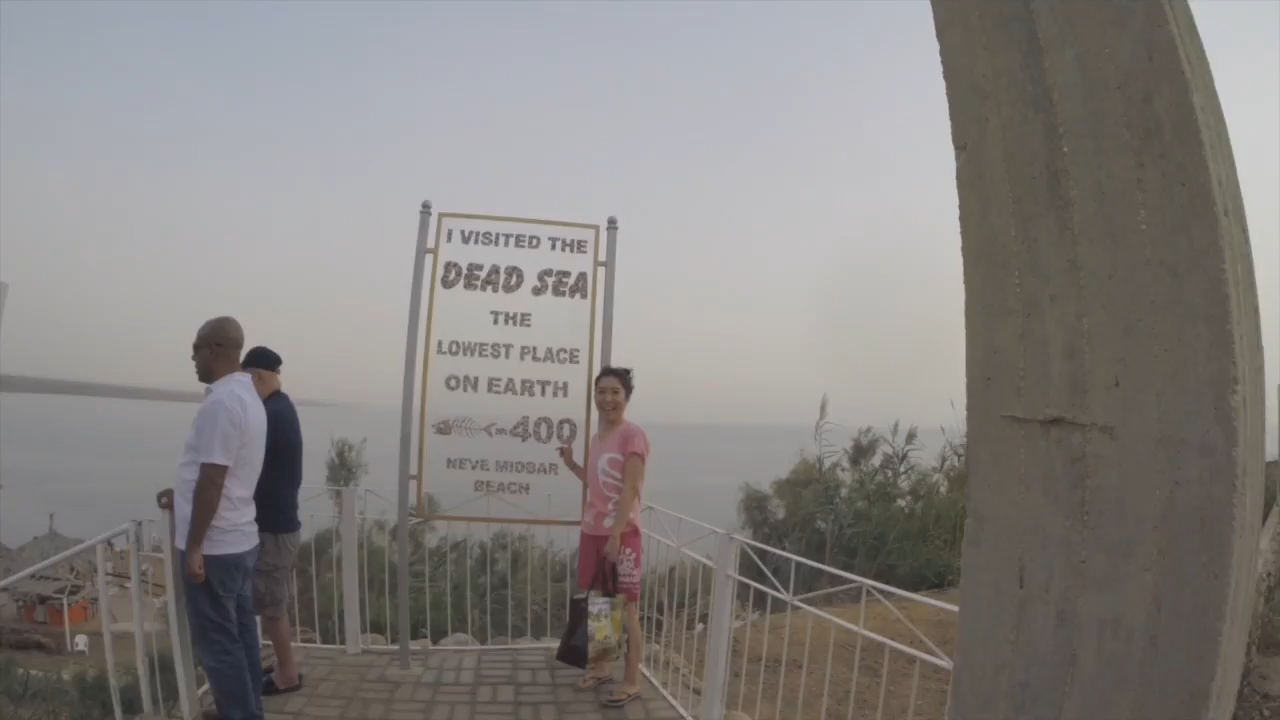 I VISITED THE
DEAD SEA
THE
LOWEST PLACE
ON EARTH
-400
NEVE MIDBAR
BEACH